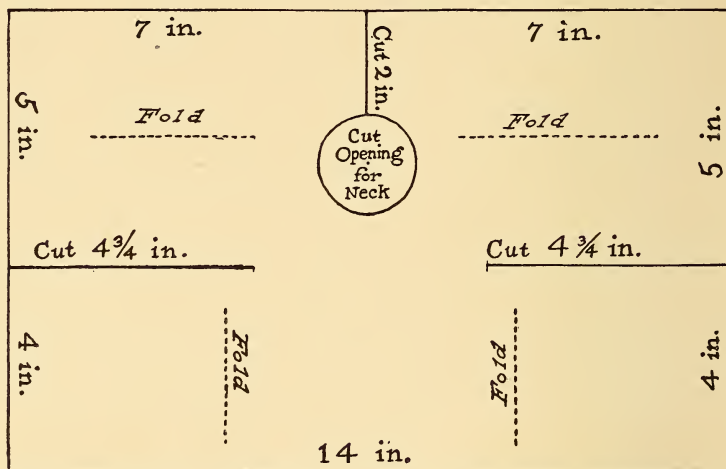 7 in.
Cut 2 in.
7 in.
5 in.
Fold
Fold
5 in.
Cut
Opening
for
Neck
Cut 4¾ in.
Cut 4¾ in.
4 in.
Fold
Fold
4 in.
14 in.